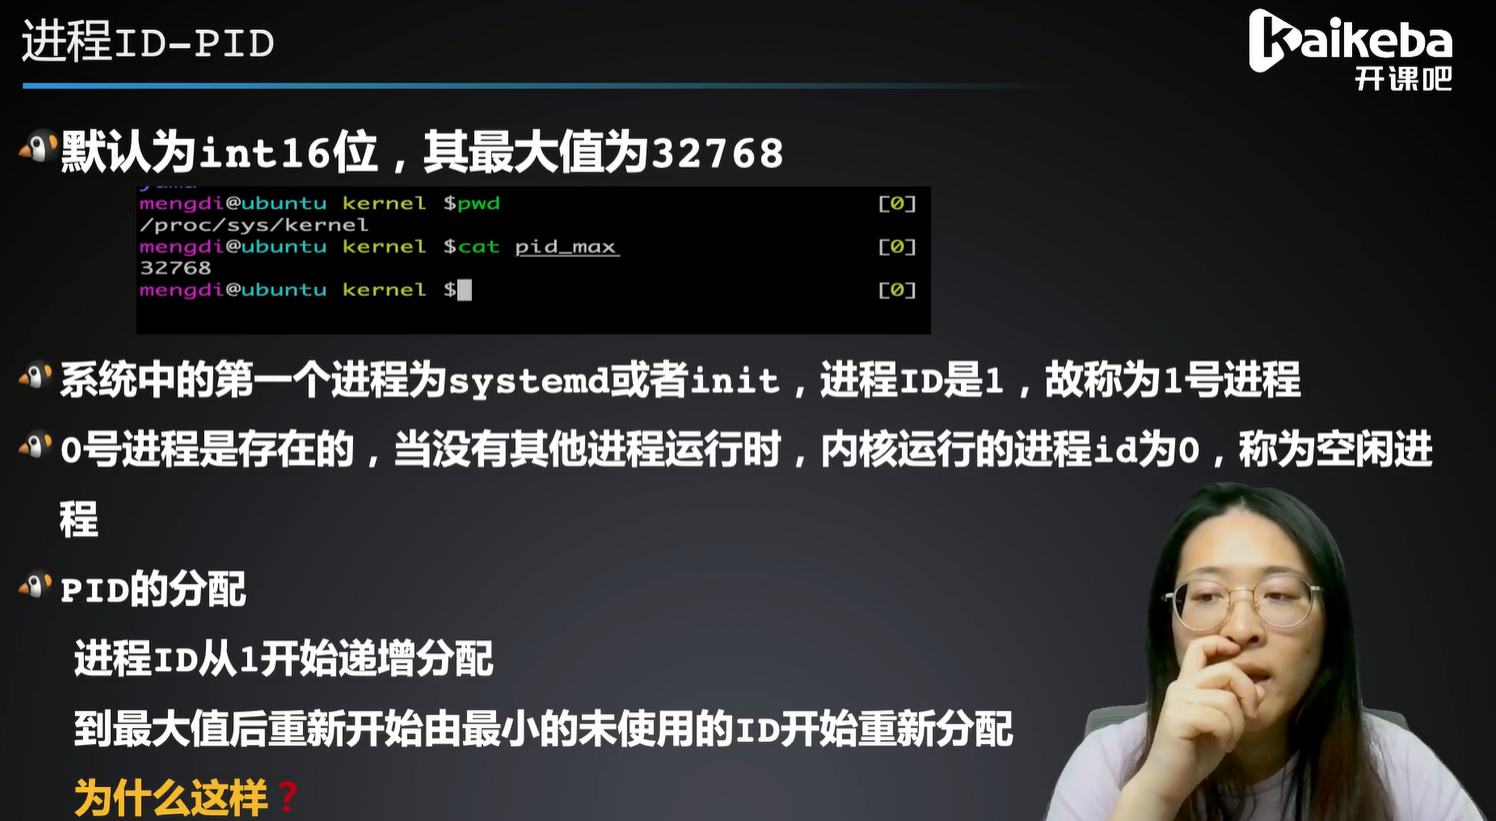 进程ID-PID
Kaikeba
开课吧
默认为int16位，其最大值为32768
mengdi@ubuntu kernel $pwd [0]
/proc/sys/kernel
mengdi@ubuntu kernel $cat pid_max [0]
32768
mengdi@ubuntu kernel $ [0]
系统中的第一个进程为systemd或者init，进程ID是1，故称为1号进程
0号进程是存在的，当没有其他进程运行时，内核运行的进程id为0，称为空闲进
程
PID的分配
进程ID从1开始递增分配
到最大值后重新开始由最小的未使用的ID开始重新分配
为什么这样？